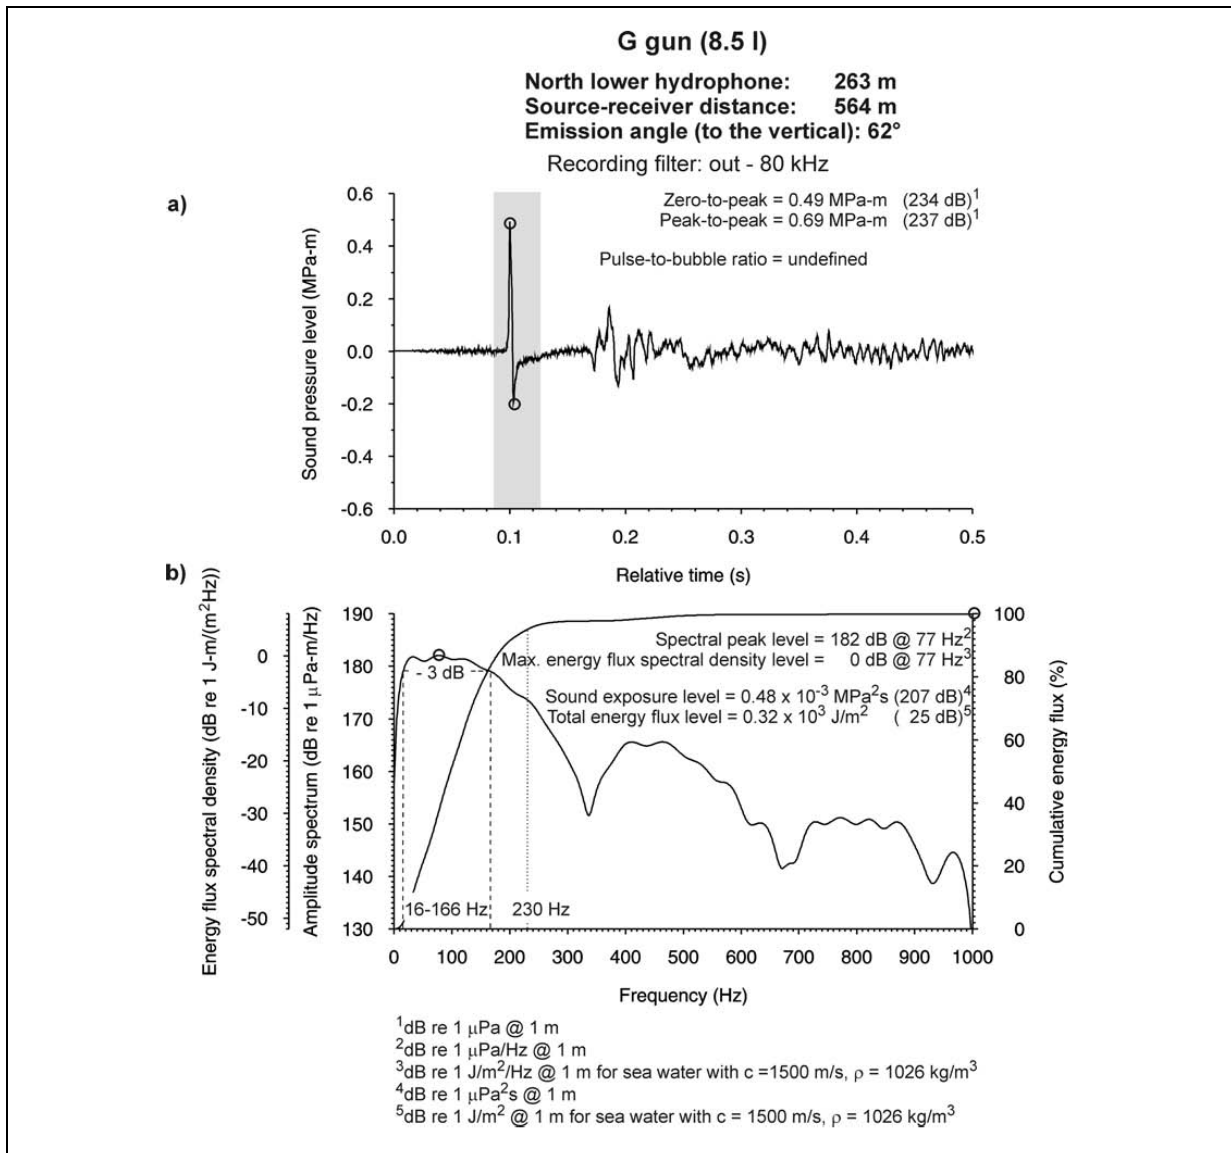 G gun (8.5 l)
North lower hydrophone: 263 m
Source-receiver distance: 564 m
Emission angle (to the vertical): 62°
Recording filter: out - 80 kHz
a)
Zero-to-peak = 0.49 MPa-m (234 dB)¹
Peak-to-peak = 0.69 MPa-m (237 dB)¹
Pulse-to-bubble ratio = undefined
Sound pressure level (MPa-m)
0.6
0.4
0.2
0.0
-0.2
-0.4
-0.6
0.0 0.1 0.2 0.3 0.4 0.5
Relative time (s)
b)
Energy flux spectral density (dB re 1 J-m/(m²Hz))
0
-10
-20
-30
-40
-50
Amplitude spectrum (dB re 1 μPa-m/Hz)
190
180
170
160
150
140
130
- 3 dB
Spectral peak level = 182 dB @ 77 Hz²
Max. energy flux spectral density level = 0 dB @ 77 Hz³
Sound exposure level = 0.48 x 10⁻³ MPa²s (207 dB)⁴
Total energy flux level = 0.32 x 10³ J/m² ( 25 dB)⁵
16-166 Hz 230 Hz
100
80
60
40
20
0
Cumulative energy flux (%)
0 100 200 300 400 500 600 700 800 900 1000
Frequency (Hz)
¹dB re 1 μPa @ 1 m
²dB re 1 μPa/Hz @ 1 m
³dB re 1 J/m²/Hz @ 1 m for sea water with c =1500 m/s, ρ = 1026 kg/m³
⁴dB re 1 μPa²s @ 1 m
⁵dB re 1 J/m² @ 1 m for sea water with c = 1500 m/s, ρ = 1026 kg/m³